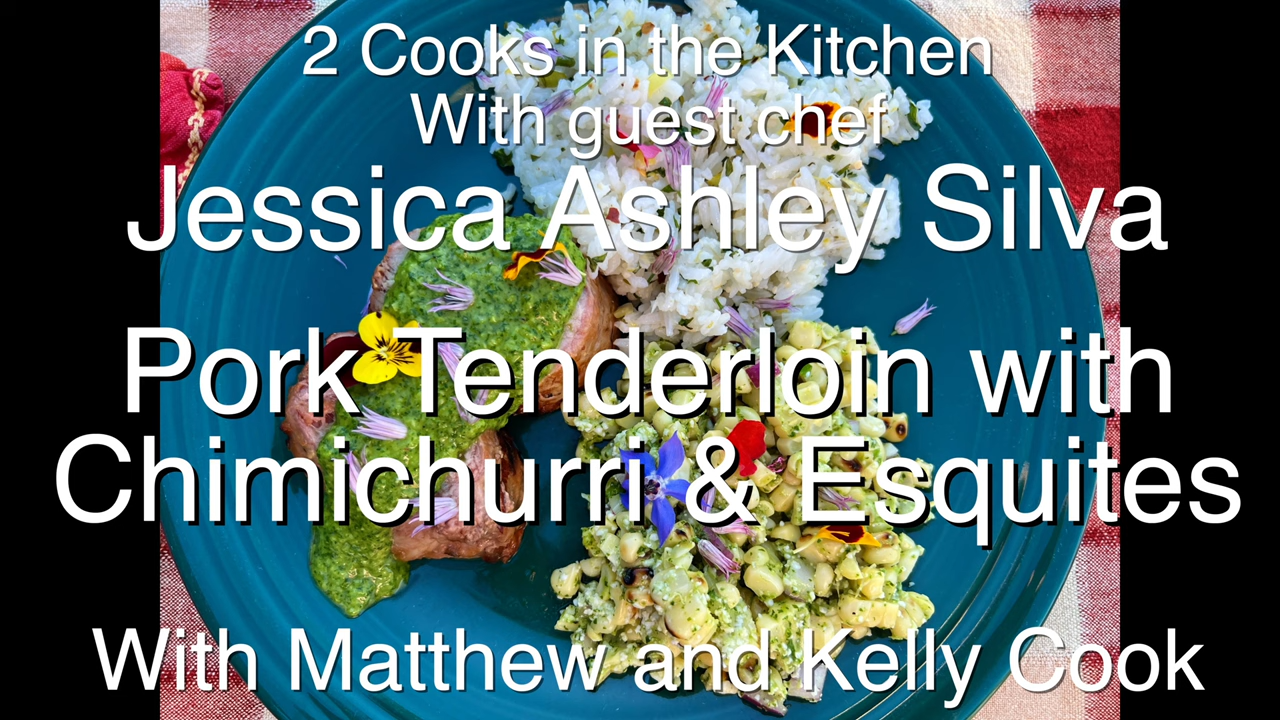 2 Cooks in the Kitchen
With guest chef
Jessica Ashley Silva
Pork Tenderloin with
Chimichurri & Esquites
With Matthew and Kelly Cook